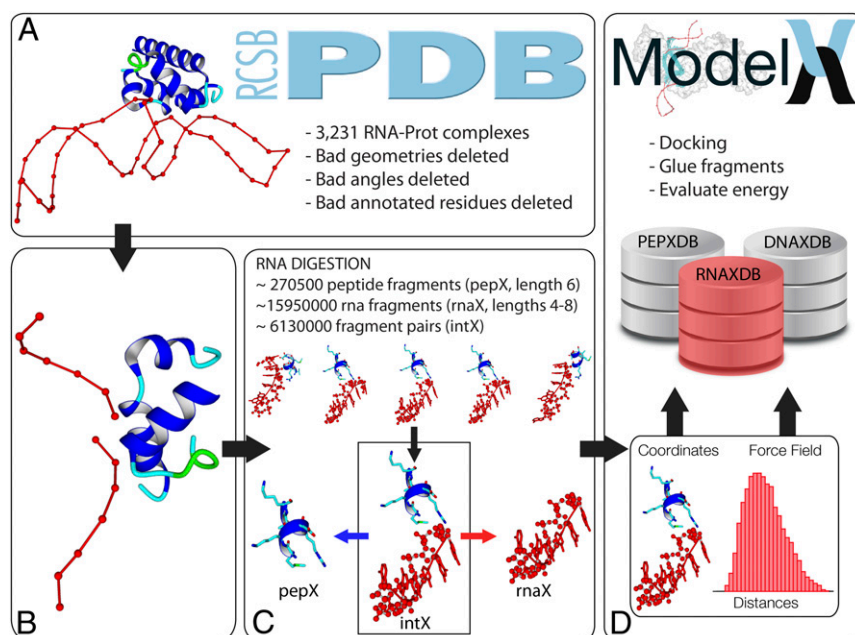 A
RCSB
PDB
- 3,231 RNA-Prot complexes
- Bad geometries deleted
- Bad angles deleted
- Bad annotated residues deleted
B
RNA DIGESTION
~ 270500 peptide fragments (pepX, length 6)
~15950000 rna fragments (rnaX, lengths 4-8)
~ 6130000 fragment pairs (intX)
pepX
intX
rnaX
C
ModelX
- Docking
- Glue fragments
- Evaluate energy
PEPXDB
DNAXDB
RNAXDB
Coordinates
Force Field
Distances
D